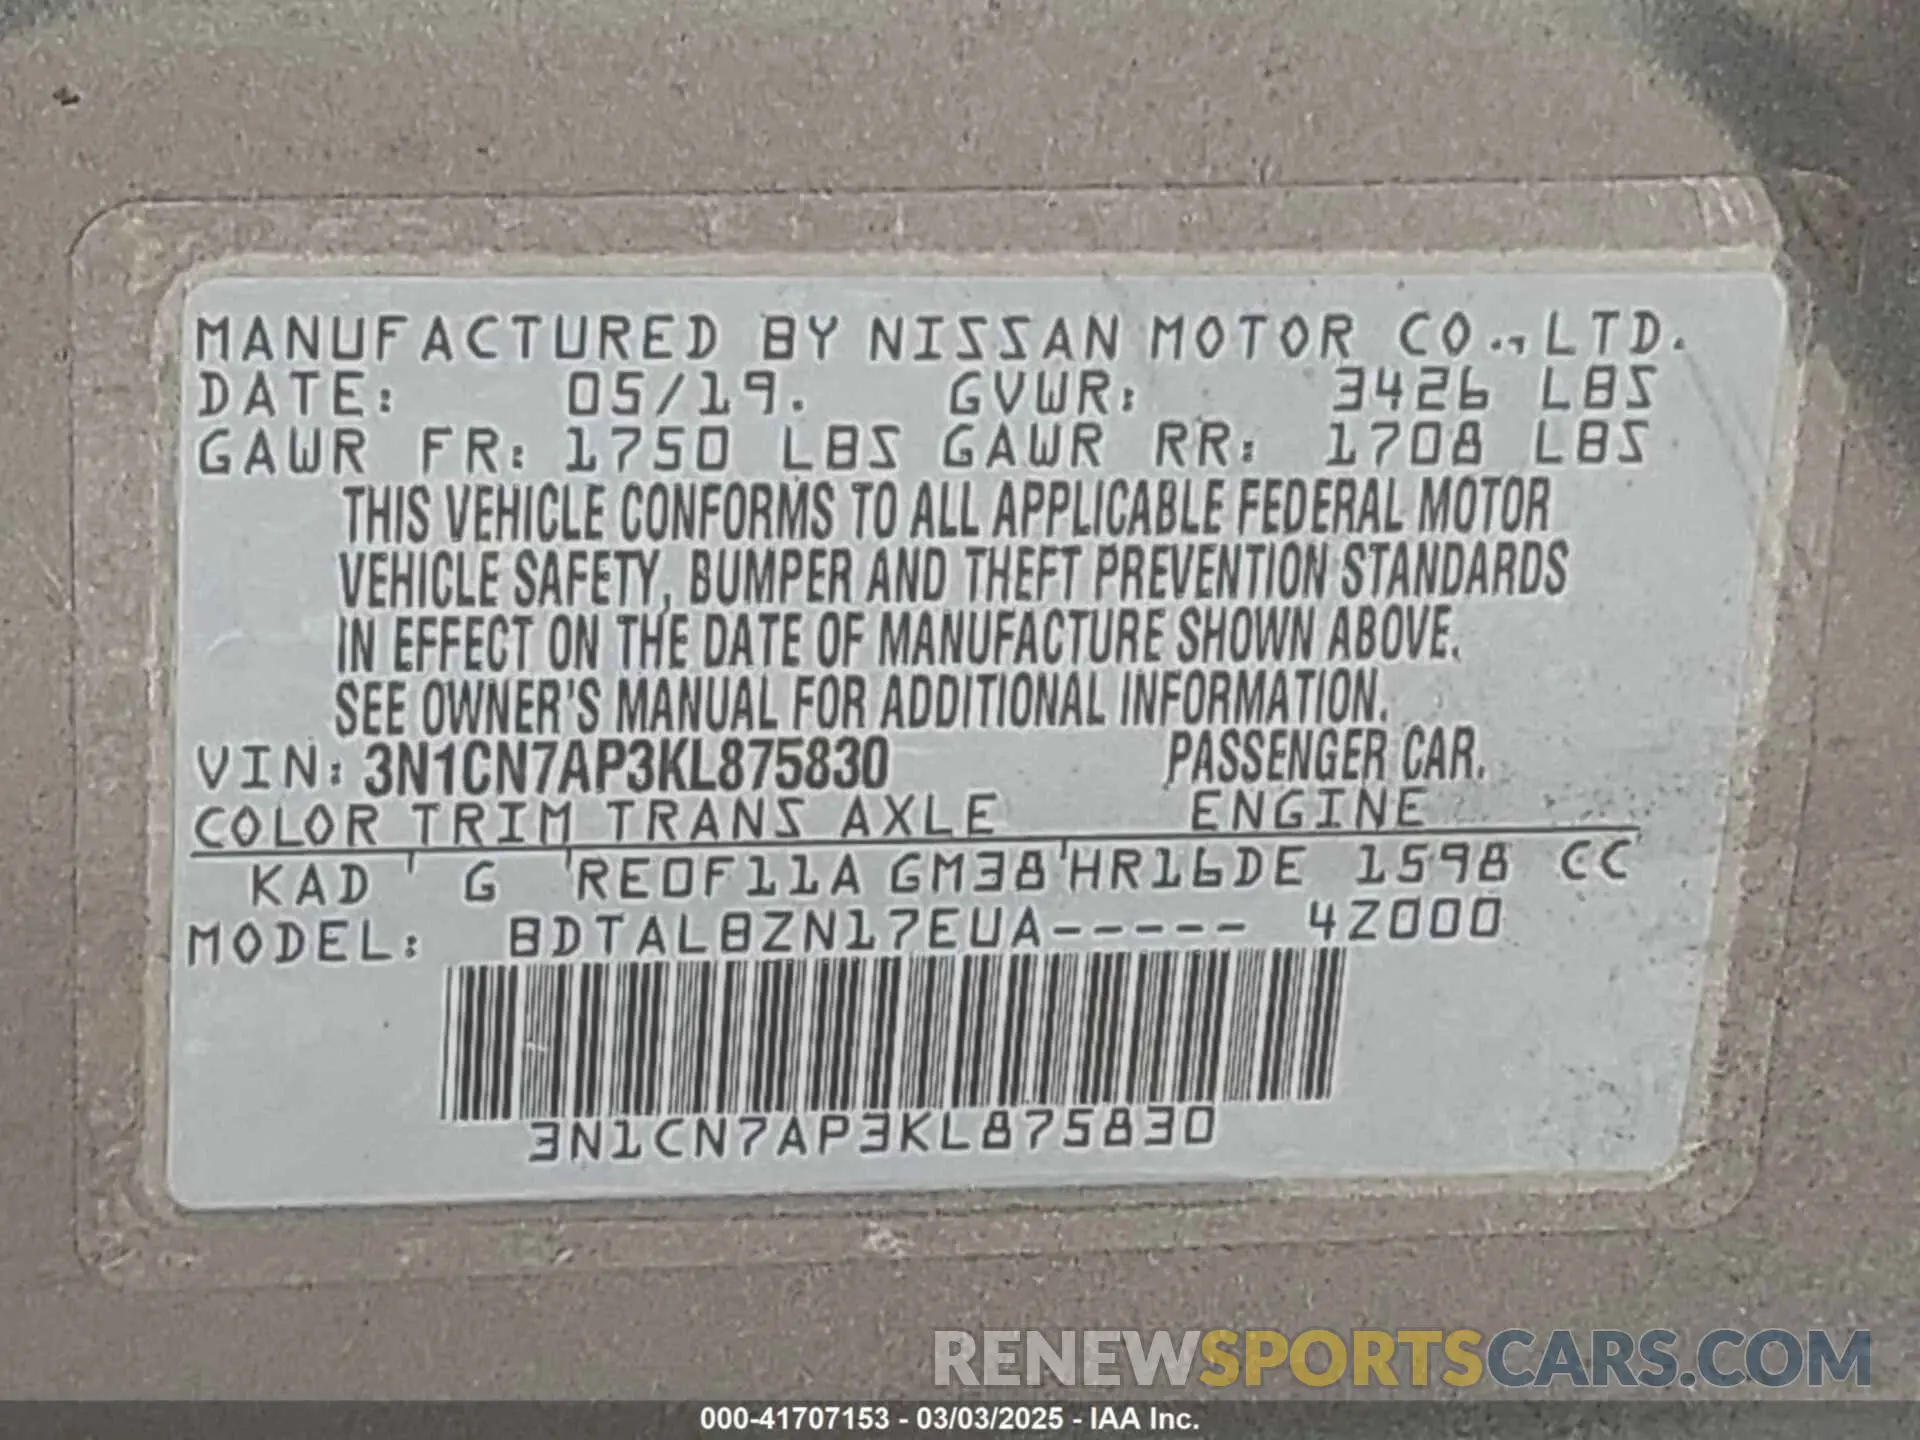 MANUFACTURED BY NISSAN MOTOR CO., LTD.
DATE: 05/19. GVWR: 3426 LBS
GAWR FR: 1750 LBS GAWR RR: 1708 LBS
THIS VEHICLE CONFORMS TO ALL APPLICABLE FEDERAL MOTOR
VEHICLE SAFETY, BUMPER AND THEFT PREVENTION STANDARDS
IN EFFECT ON THE DATE OF MANUFACTURE SHOWN ABOVE.
SEE OWNER'S MANUAL FOR ADDITIONAL INFORMATION.
VIN: 3N1CN7AP3KL875830 PASSENGER CAR.
COLOR TRIM TRANS AXLE ENGINE
KAD G RE0F11A GM38 HR16DE 1598 CC
MODEL: BDTALBZN17EUA----- 4Z000
3N1CN7AP3KL875830
RENEWSPORTSCARS.COM
000-41707153 - 03/03/2025 - IAA Inc.